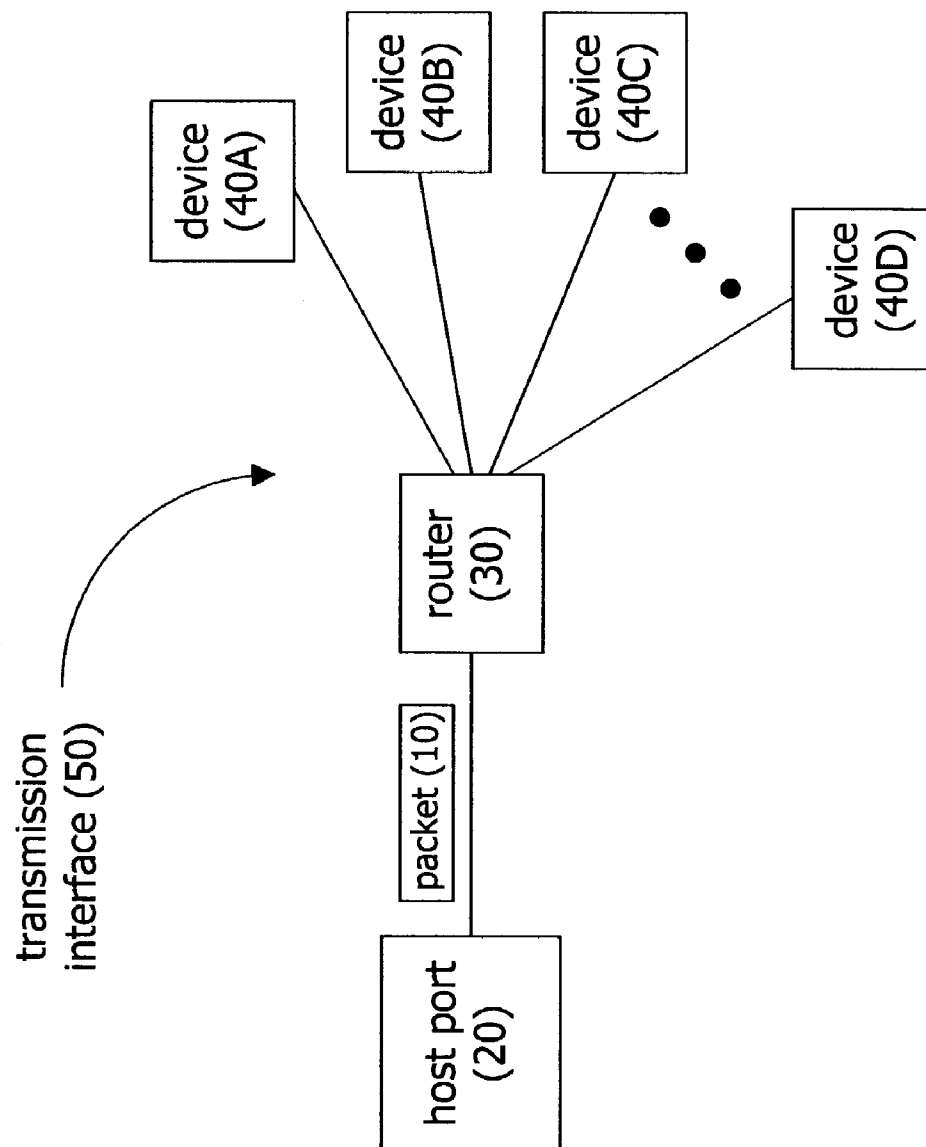 transmission
interface (50)
host port
(20)
packet (10)
router
(30)
device
(40A)
device
(40B)
device
(40C)
device
(40D)